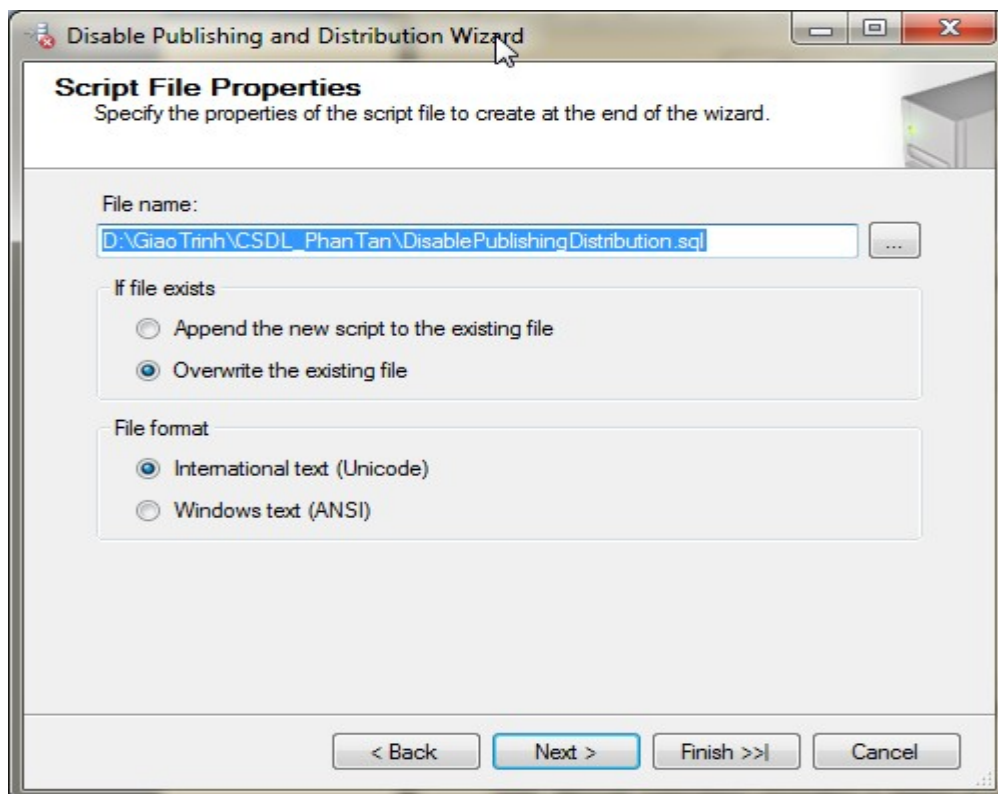 Disable Publishing and Distribution Wizard
Script File Properties
Specify the properties of the script file to create at the end of the wizard.
File name:
D:\GiaoTrinh\CSDL_PhanTan\DisablePublishingDistribution.sql
...
If file exists
Append the new script to the existing file
Overwrite the existing file
File format
International text (Unicode)
Windows text (ANSI)
< Back Next > Finish >>| Cancel